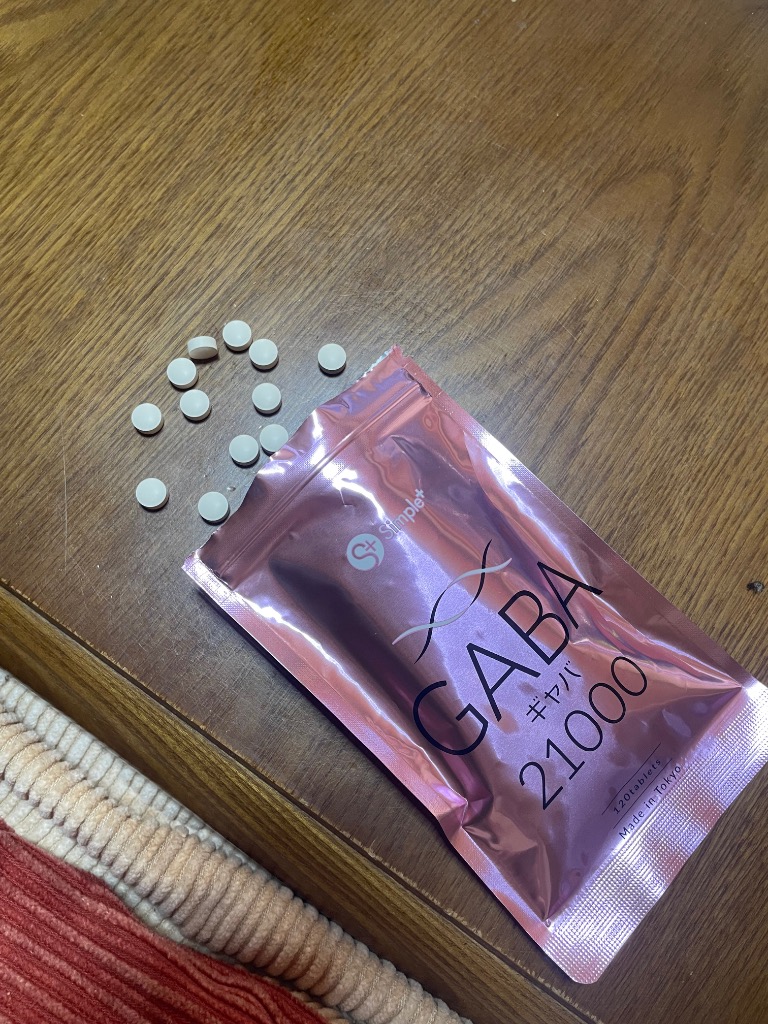 S+ Simple+
GABA
ギャバ
21000
120tablets
Made in Tokyo